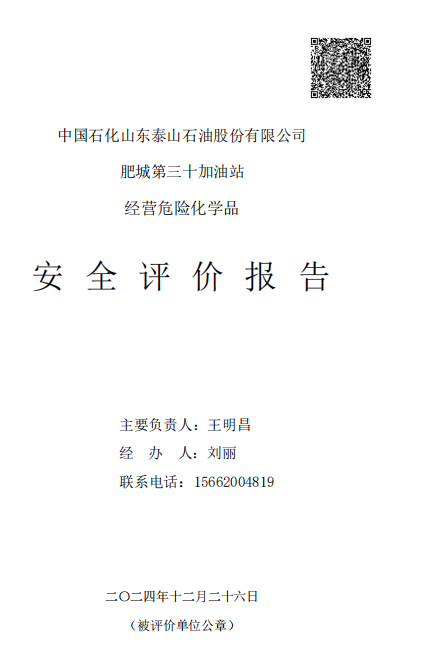 中国石化山东泰山石油股份有限公司
肥城第三十加油站
经营危险化学品
安全评价报告
主要负责人：王明昌
经 办 人：刘丽
联系电话：15662004819
二〇二四年十二月二十六日
（被评价单位公章）